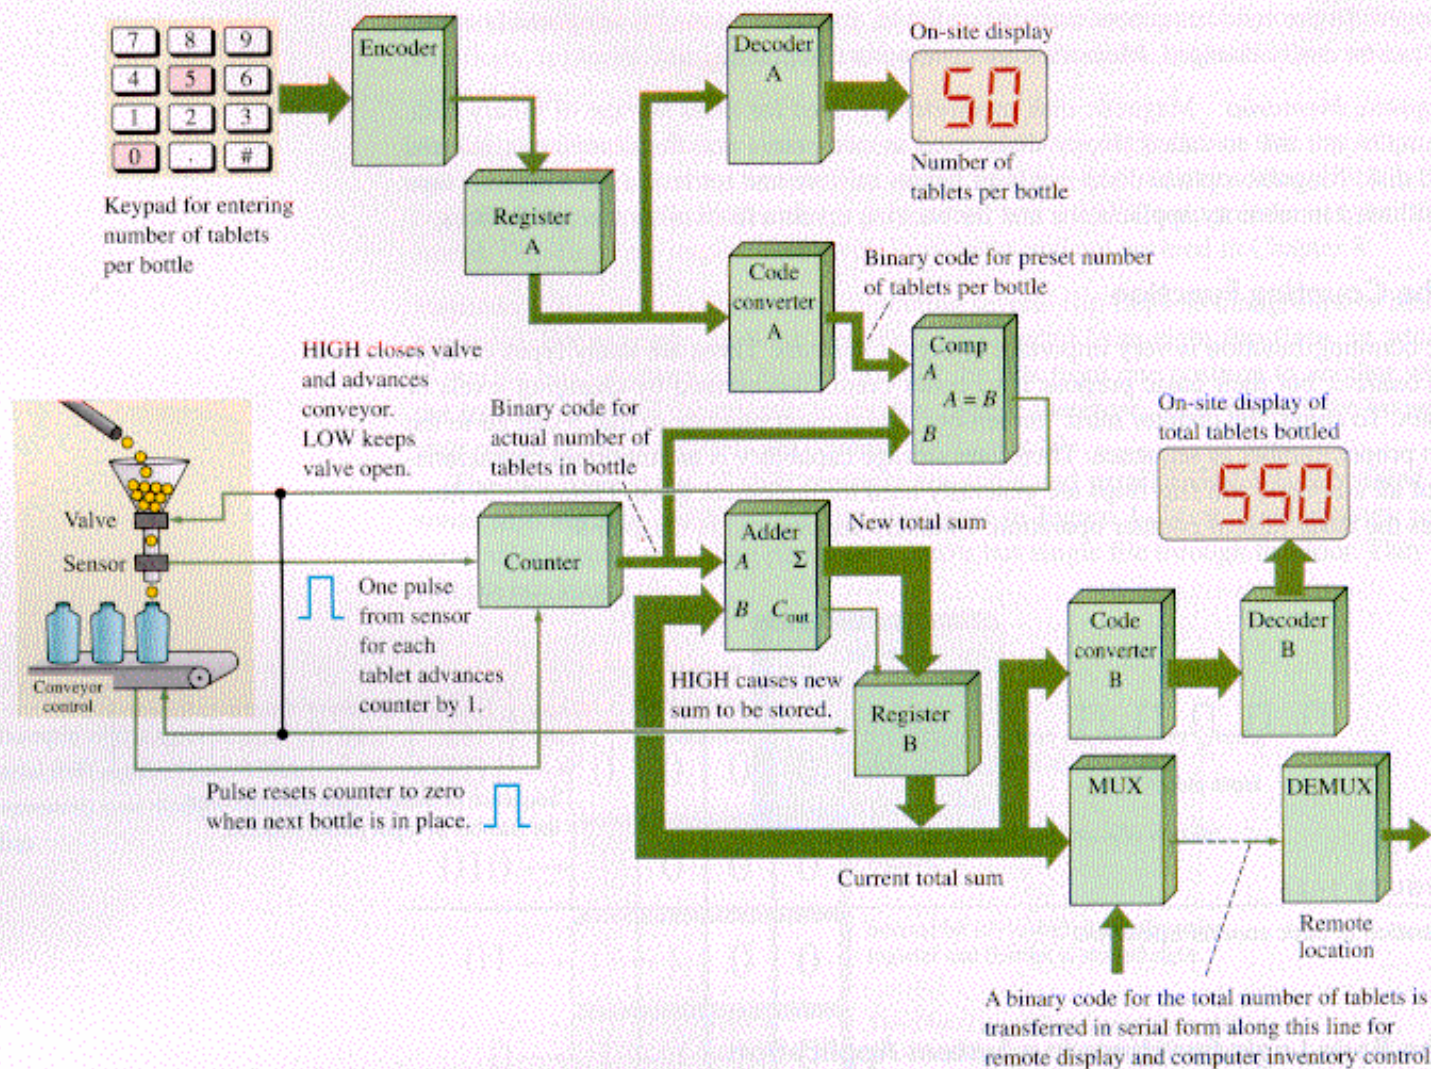 7 8 9
4 5 6
1 2 3
0 . #
Keypad for entering
number of tablets
per bottle
Encoder
Register
A
Decoder
A
On-site display
50
Number of
tablets per bottle
Code
converter
A
Binary code for preset number
of tablets per bottle
Comp
A
A = B
B
HIGH closes valve
and advances
conveyor.
LOW keeps
valve open.
Binary code for
actual number of
tablets in bottle
On-site display of
total tablets bottled
550
Valve
Sensor
Conveyor
control
One pulse
from sensor
for each
tablet advances
counter by 1.
Counter
Adder
A Σ
B Cout
New total sum
HIGH causes new
sum to be stored.
Register
B
Code
converter
B
Decoder
B
Pulse resets counter to zero
when next bottle is in place.
Current total sum
MUX
DEMUX
Remote
location
A binary code for the total number of tablets is
transferred in serial form along this line for
remote display and computer inventory control